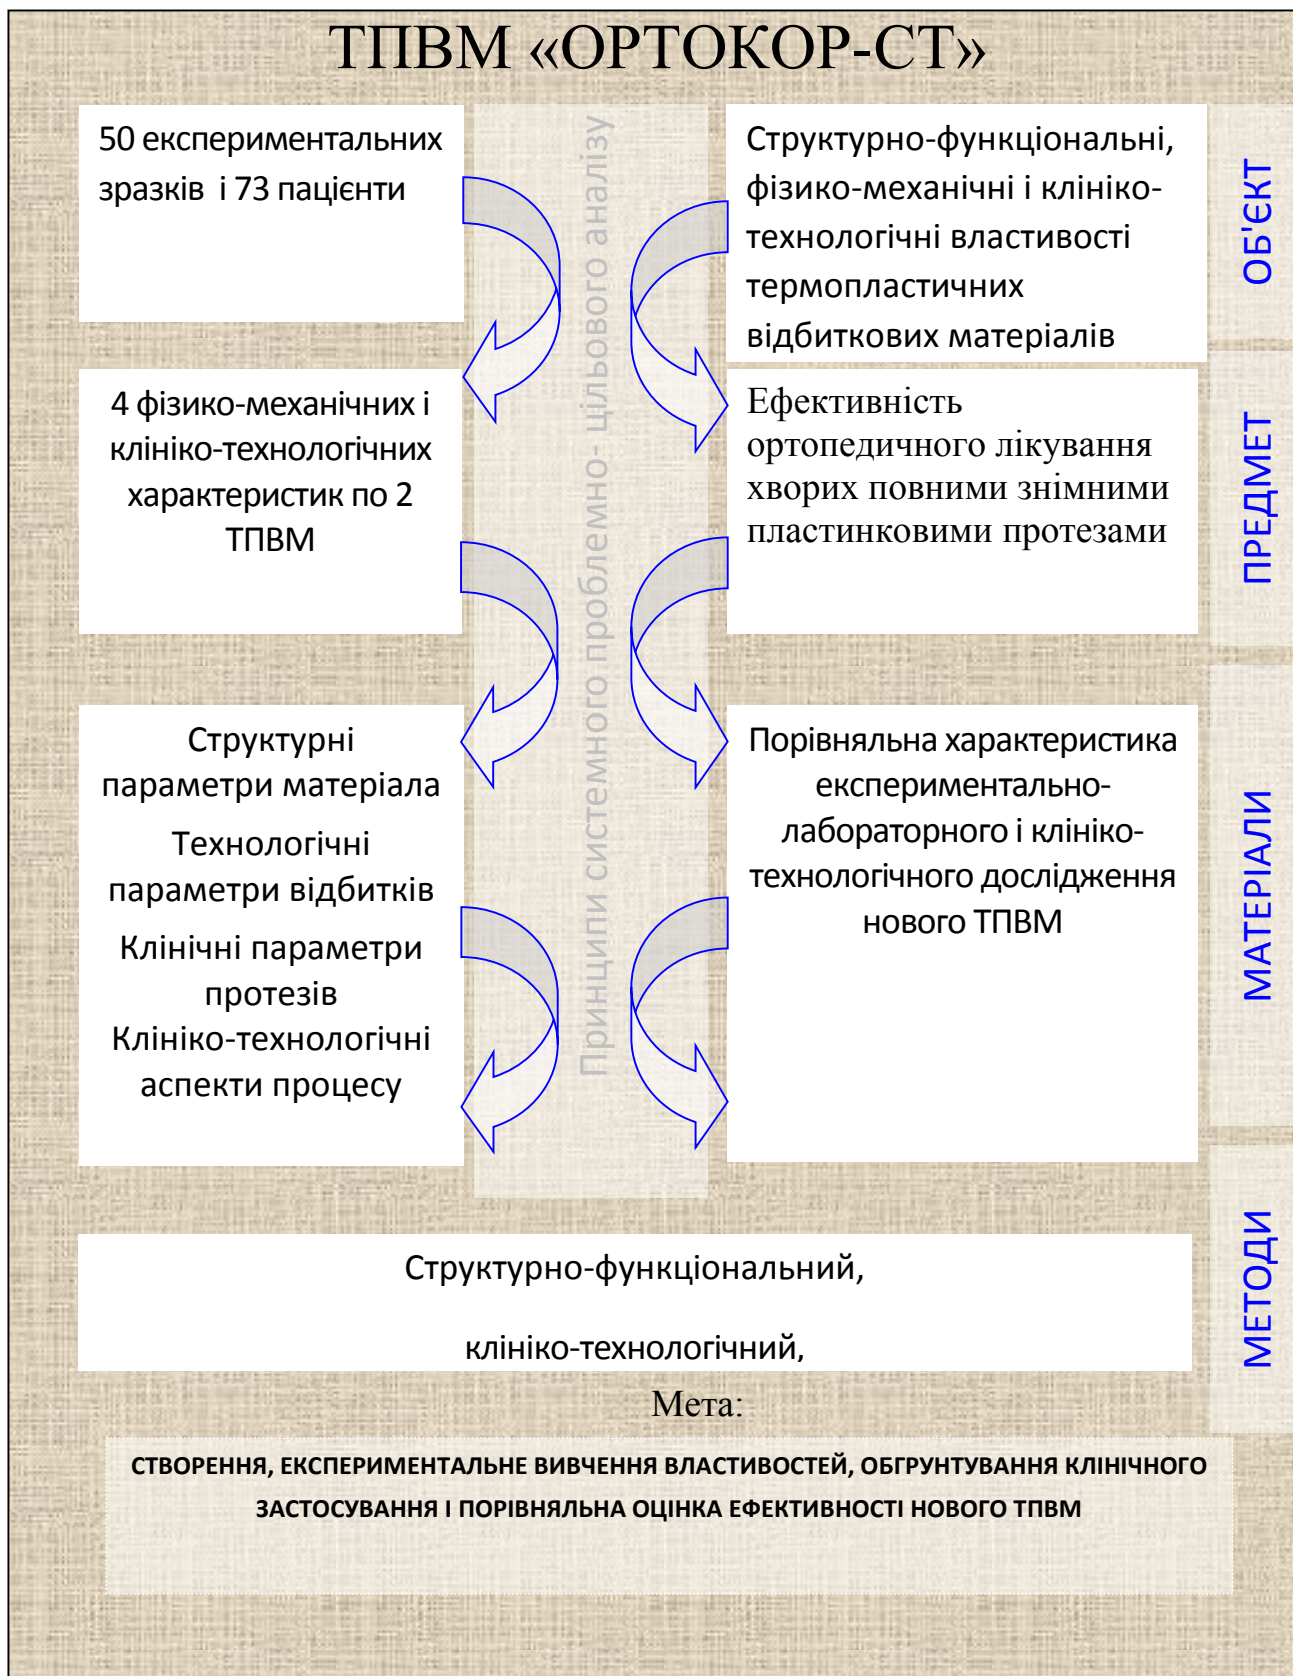 ТПВМ «ОРТОКОР-СТ»
50 експериментальних
зразків і 73 пацієнти
Структурно-функціональні,
фізико-механічні і клініко-
технологічні властивості
термопластичних
відбиткових матеріалів
ОБ'ЄКТ
4 фізико-механічних і
клініко-технологічних
характеристик по 2
ТПВМ
Ефективність
ортопедичного лікування
хворих повними знімними
пластинковими протезами
ПРЕДМЕТ
Принципи системного проблемно- цільового аналізу
Структурні
параметри матеріала
Технологічні
параметри відбитків
Клінічні параметри
протезів
Клініко-технологічні
аспекти процесу
Порівняльна характеристика
експериментально-
лабораторного і клініко-
технологічного дослідження
нового ТПВМ
МАТЕРІАЛИ
Структурно-функціональний,
клініко-технологічний,
МЕТОДИ
Мета:
СТВОРЕННЯ, ЕКСПЕРИМЕНТАЛЬНЕ ВИВЧЕННЯ ВЛАСТИВОСТЕЙ, ОБГРУНТУВАННЯ КЛІНІЧНОГО
ЗАСТОСУВАННЯ І ПОРІВНЯЛЬНА ОЦІНКА ЕФЕКТИВНОСТІ НОВОГО ТПВМ